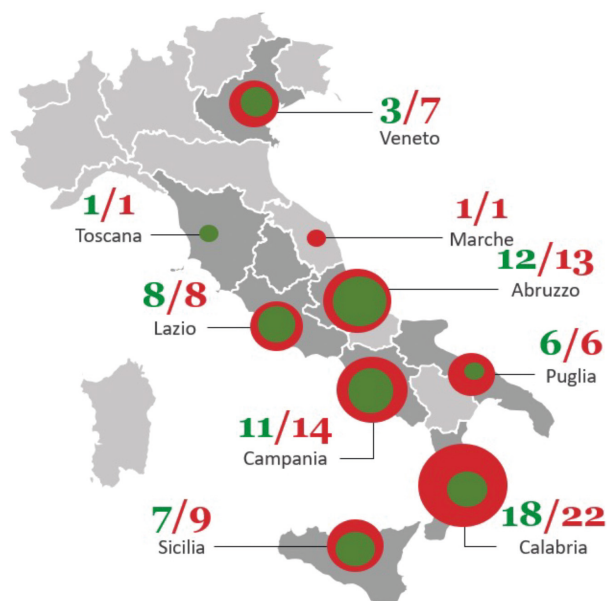 3/7
Veneto
1/1
Toscana
1/1
Marche
12/13
Abruzzo
8/8
Lazio
6/6
Puglia
11/14
Campania
7/9
Sicilia
18/22
Calabria